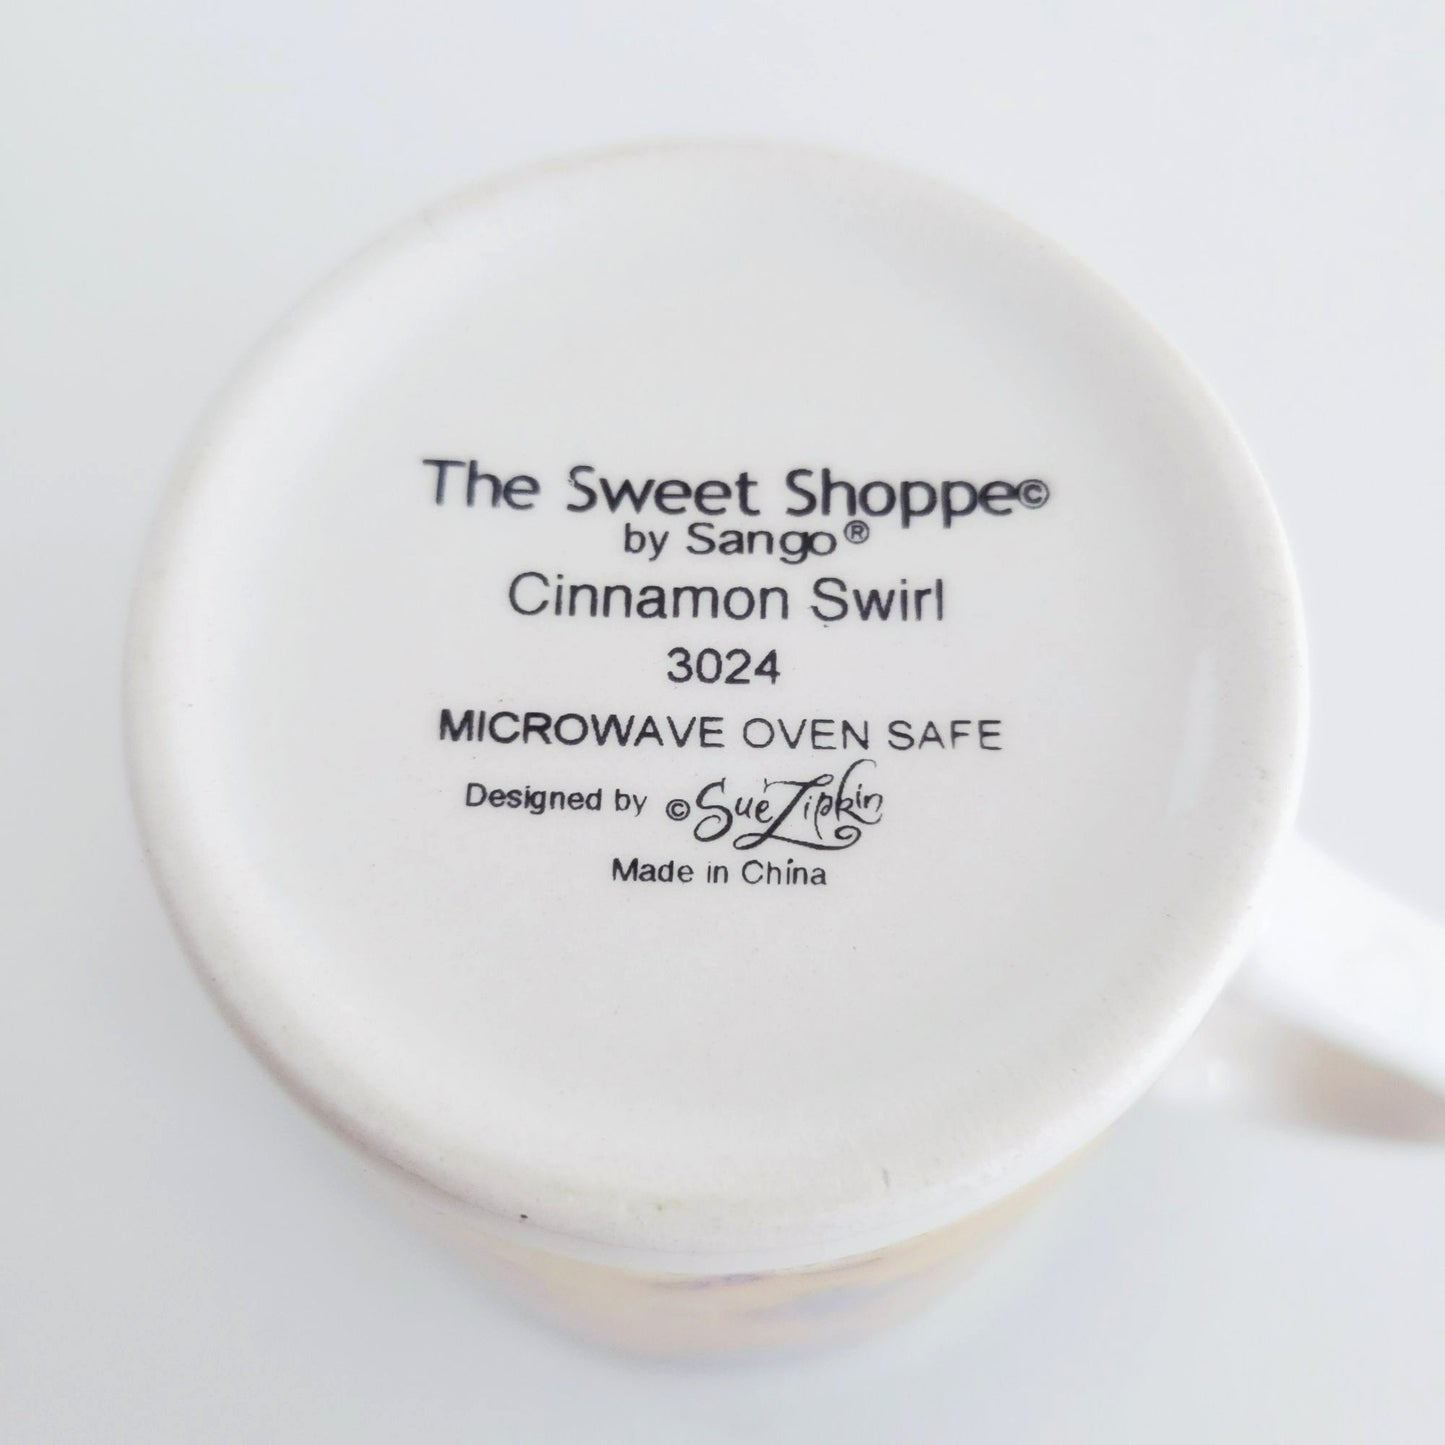 The Sweet Shoppe©
by Sango®
Cinnamon Swirl
3024
MICROWAVE OVEN SAFE
Designed by © Sue Zipkin
Made in China